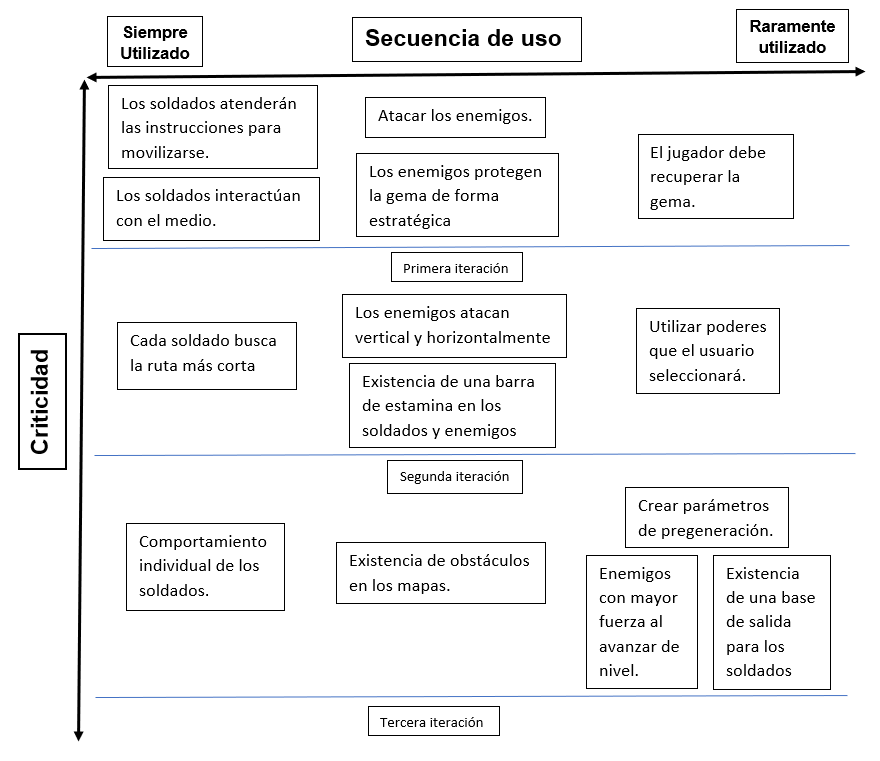 Siempre
Utilizado
Secuencia de uso
Raramente
utilizado
Criticidad
Los soldados atenderán
las instrucciones para
movilizarse.
Los soldados interactúan
con el medio.
Atacar los enemigos.
Los enemigos protegen
la gema de forma
estratégica
El jugador debe
recuperar la
gema.
Primera iteración
Cada soldado busca
la ruta más corta
Los enemigos atacan
vertical y horizontalmente
Existencia de una barra
de estamina en los
soldados y enemigos
Utilizar poderes
que el usuario
seleccionará.
Segunda iteración
Comportamiento
individual de los
soldados.
Existencia de obstáculos
en los mapas.
Crear parámetros
de pregeneración.
Enemigos
con mayor
fuerza al
avanzar de
nivel.
Existencia
de una base
de salida
para los
soldados
Tercera iteración